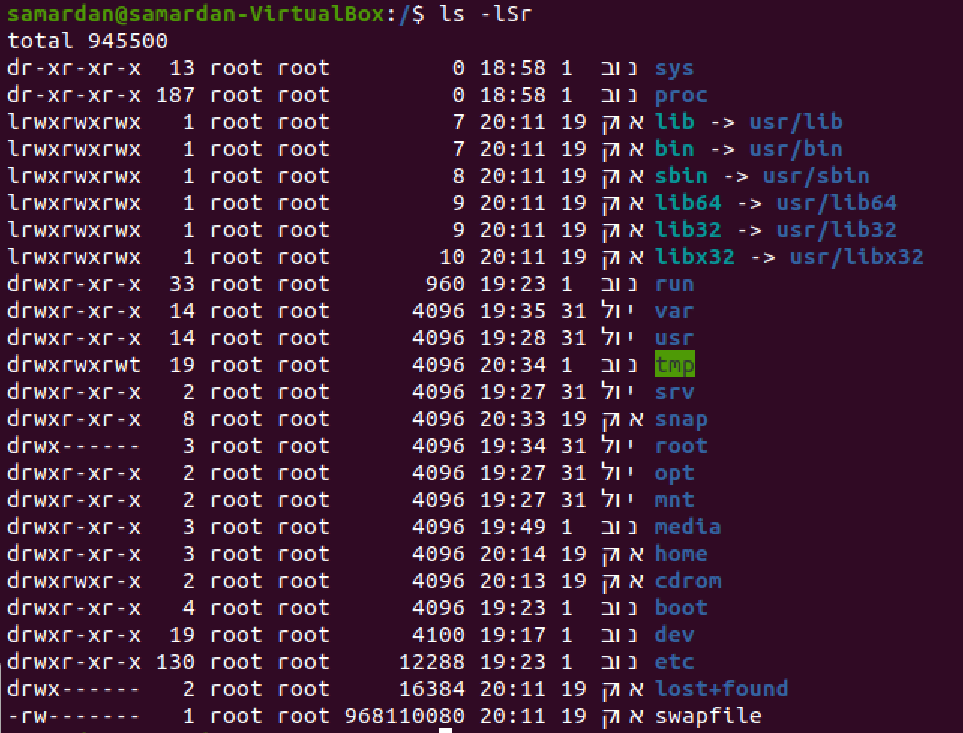 samardan@samardan-VirtualBox:/$ ls -lSr
total 945500
dr-xr-xr-x 13 root root 0 18:58 1 נוב sys
dr-xr-xr-x 187 root root 0 18:58 1 נוב proc
lrwxrwxrwx 1 root root 7 20:11 19 אוק lib -> usr/lib
lrwxrwxrwx 1 root root 7 20:11 19 אוק bin -> usr/bin
lrwxrwxrwx 1 root root 8 20:11 19 אוק sbin -> usr/sbin
lrwxrwxrwx 1 root root 9 20:11 19 אוק lib64 -> usr/lib64
lrwxrwxrwx 1 root root 9 20:11 19 אוק lib32 -> usr/lib32
lrwxrwxrwx 1 root root 10 20:11 19 אוק libx32 -> usr/libx32
drwxr-xr-x 33 root root 960 19:23 1 נוב run
drwxr-xr-x 14 root root 4096 19:35 31 יול var
drwxr-xr-x 14 root root 4096 19:28 31 יול usr
drwxrwxrwt 19 root root 4096 20:34 1 נוב tmp
drwxr-xr-x 2 root root 4096 19:27 31 יול srv
drwxr-xr-x 8 root root 4096 20:33 19 אוק snap
drwx------ 3 root root 4096 19:34 31 יול root
drwxr-xr-x 2 root root 4096 19:27 31 יול opt
drwxr-xr-x 2 root root 4096 19:27 31 יול mnt
drwxr-xr-x 3 root root 4096 19:49 1 נוב media
drwxr-xr-x 3 root root 4096 20:14 19 אוק home
drwxrwxr-x 2 root root 4096 20:13 19 אוק cdrom
drwxr-xr-x 4 root root 4096 19:23 1 נוב boot
drwxr-xr-x 19 root root 4100 19:17 1 נוב dev
drwxr-xr-x 130 root root 12288 19:23 1 נוב etc
drwx------ 2 root root 16384 20:11 19 אוק lost+found
-rw------- 1 root root 968110080 20:11 19 אוק swapfile